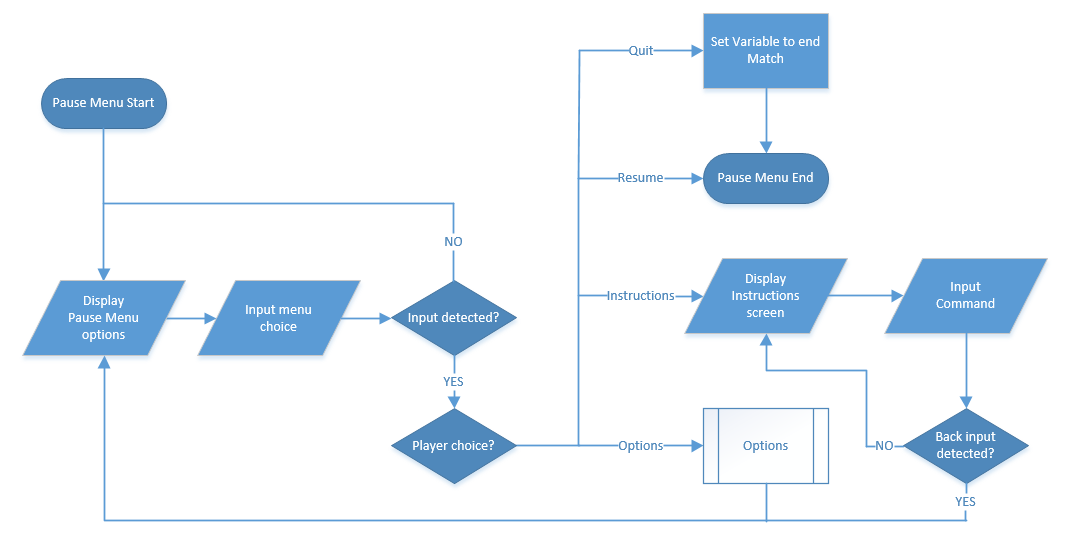 Set Variable to end
Match
Quit
Pause Menu Start
Resume
Pause Menu End
NO
Display
Pause Menu
options
Input menu
choice
Input detected?
Instructions
Display
Instructions
screen
Input
Command
YES
Player choice?
Options
Options
NO
Back input
detected?
YES